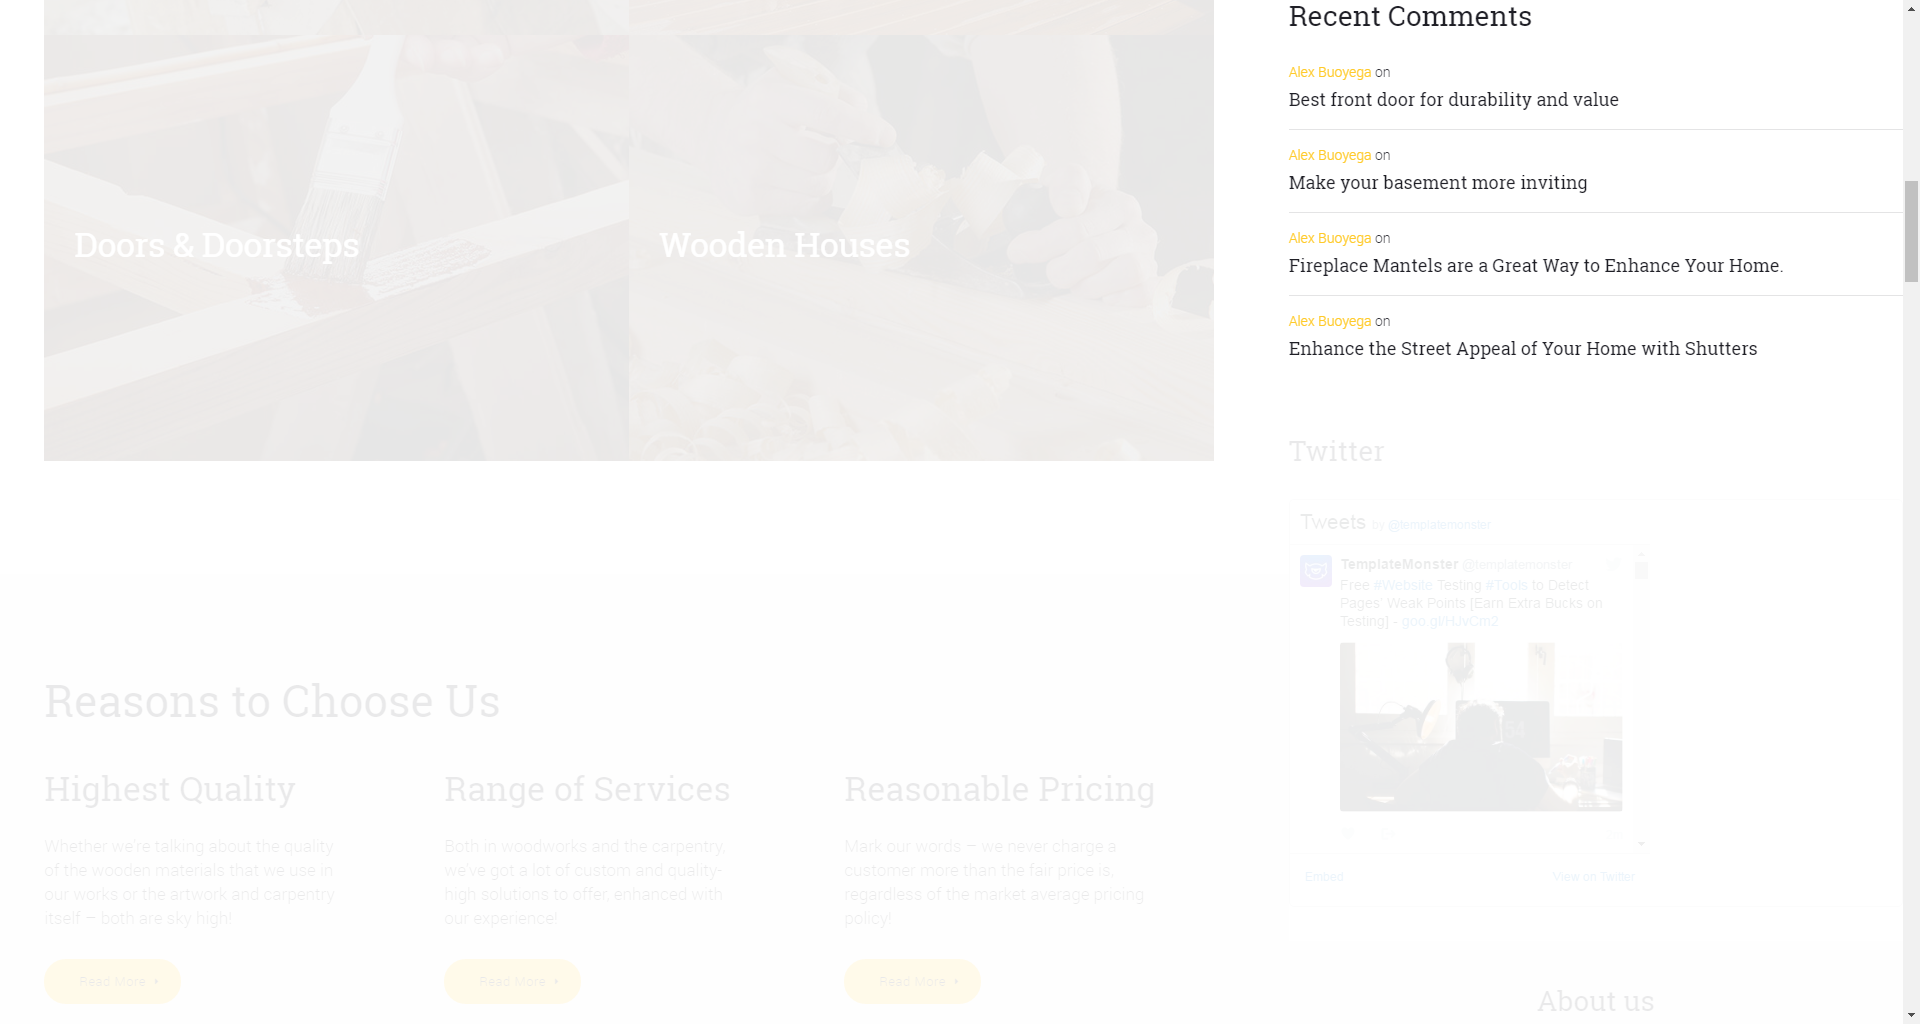 Recent Comments
Alex Buoyega on
Best front door for durability and value
Alex Buoyega on
Make your basement more inviting
Alex Buoyega on
Fireplace Mantels are a Great Way to Enhance Your Home.
Alex Buoyega on
Enhance the Street Appeal of Your Home with Shutters
Doors & Doorsteps
Wooden Houses
Twitter
Tweets by @templatemonster
TemplateMonster @templatemonster
Free #Website Testing #Tools to Detect
Pages' Weak Points [Earn Extra Bucks on
Testing] - goo.gl/HJvCm2
Embed
View on Twitter
Reasons to Choose Us
Highest Quality
Whether we're talking about the quality
of the wooden materials that we use in
our works or the artwork and carpentry
itself – both are sky high!
Read More
Range of Services
Both in woodworks and the carpentry,
we've got a lot of custom and quality-
high solutions to offer, enhanced with
our experience!
Read More
Reasonable Pricing
Mark our words – we never charge a
customer more than the fair price is,
regardless of the market average pricing
policy!
Read More
About us